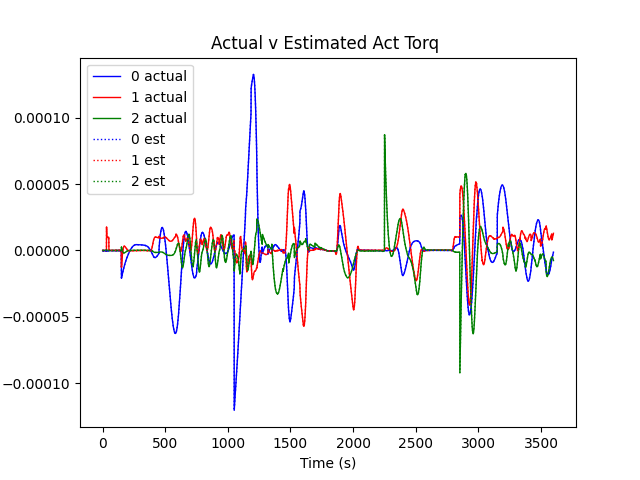 Actual v Estimated Act Torq
0 actual
1 actual
2 actual
0 est
1 est
2 est
0.00010
0.00005
0.00000
−0.00005
−0.00010
0 500 1000 1500 2000 2500 3000 3500
Time (s)